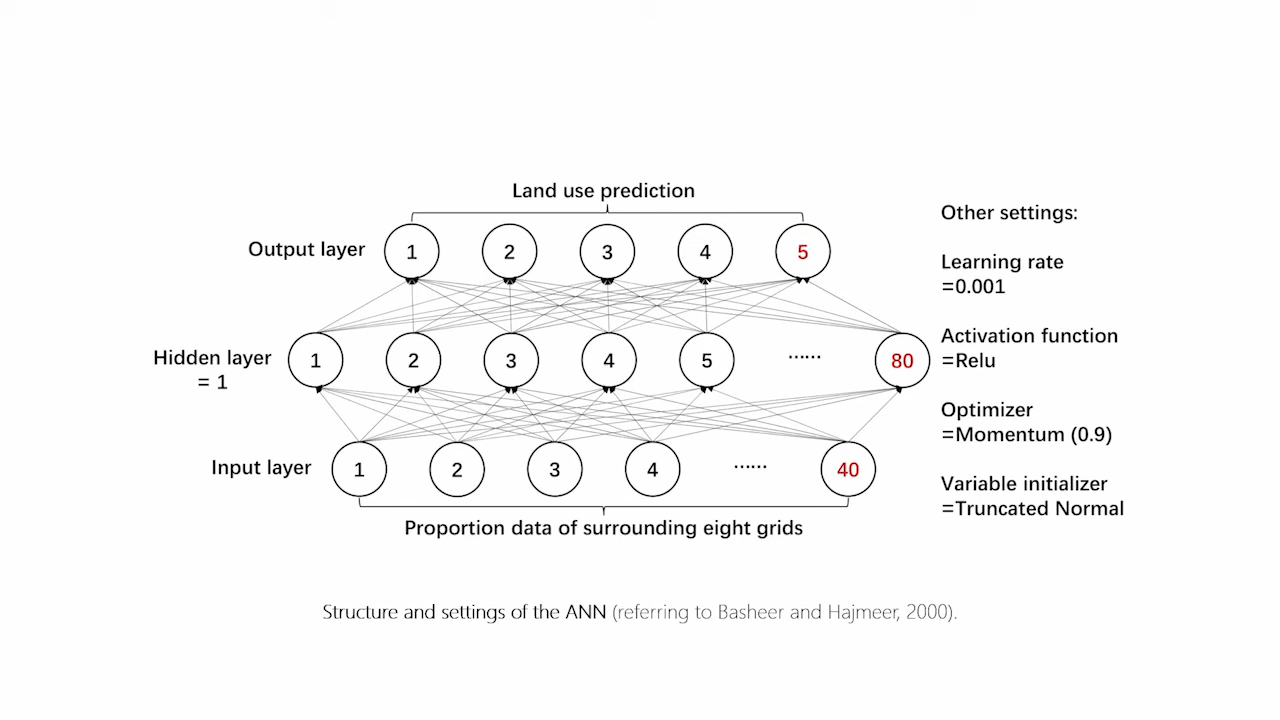 Land use prediction
Output layer
1 2 3 4 5
Hidden layer
= 1
1 2 3 4 5 ...... 80
Input layer
1 2 3 4 ...... 40
Proportion data of surrounding eight grids
Other settings:
Learning rate
=0.001
Activation function
=Relu
Optimizer
=Momentum (0.9)
Variable initializer
=Truncated Normal
Structure and settings of the ANN (referring to Basheer and Hajmeer, 2000).